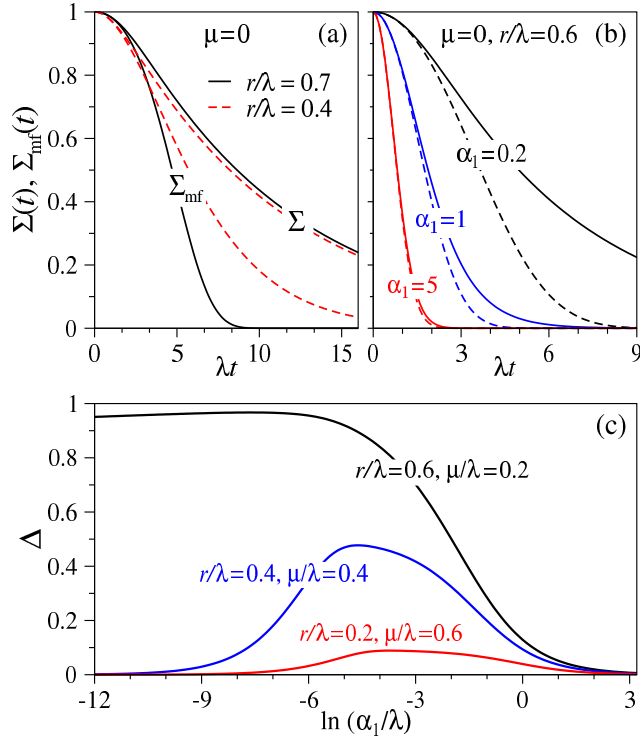 μ=0
(a)
r/λ = 0.7
r/λ = 0.4
Σ_mf
Σ
Σ(t), Σ_mf(t)
1
0.8
0.6
0.4
0.2
0
0 5 10 15
λt
μ=0, r/λ=0.6
(b)
α₁=0.2
α₁=1
α₁=5
0 3 6 9
λt
(c)
r/λ=0.6, μ/λ=0.2
r/λ=0.4, μ/λ=0.4
r/λ=0.2, μ/λ=0.6
Δ
1
0.8
0.6
0.4
0.2
0
-12 -9 -6 -3 0 3
ln (α₁/λ)